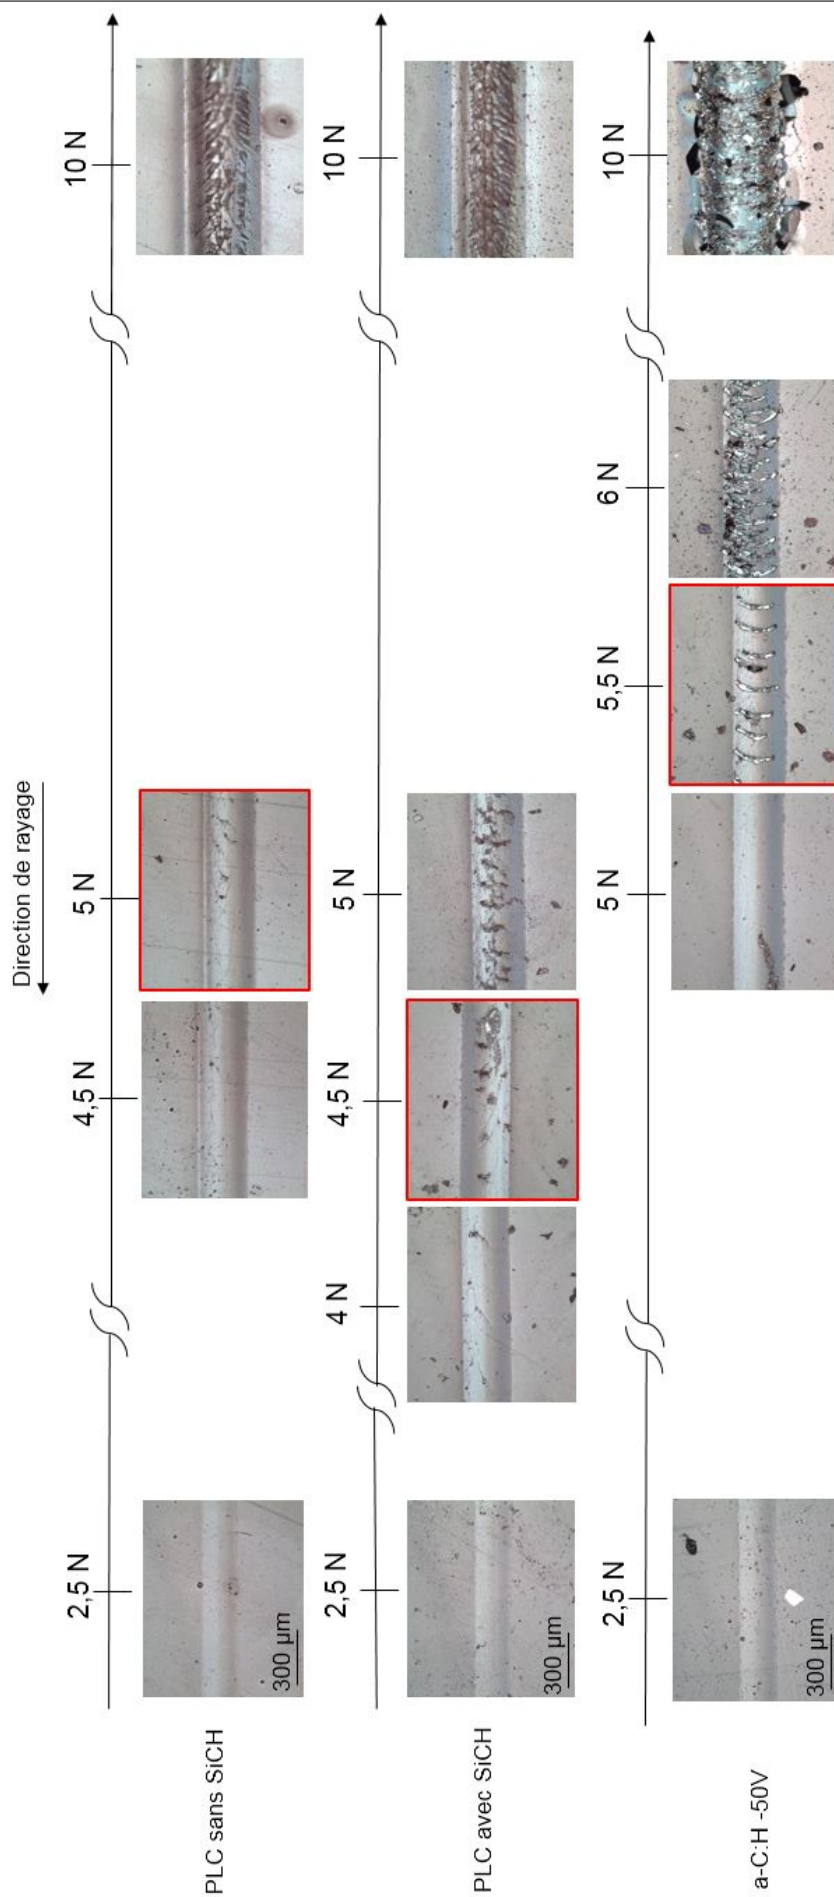 Direction de rayage
PLC sans SiCH
2,5 N
4,5 N
5 N
10 N
300 µm
PLC avec SiCH
2,5 N
4 N
4,5 N
5 N
10 N
300 µm
a-C:H -50V
2,5 N
5 N
5,5 N
6 N
10 N
300 µm